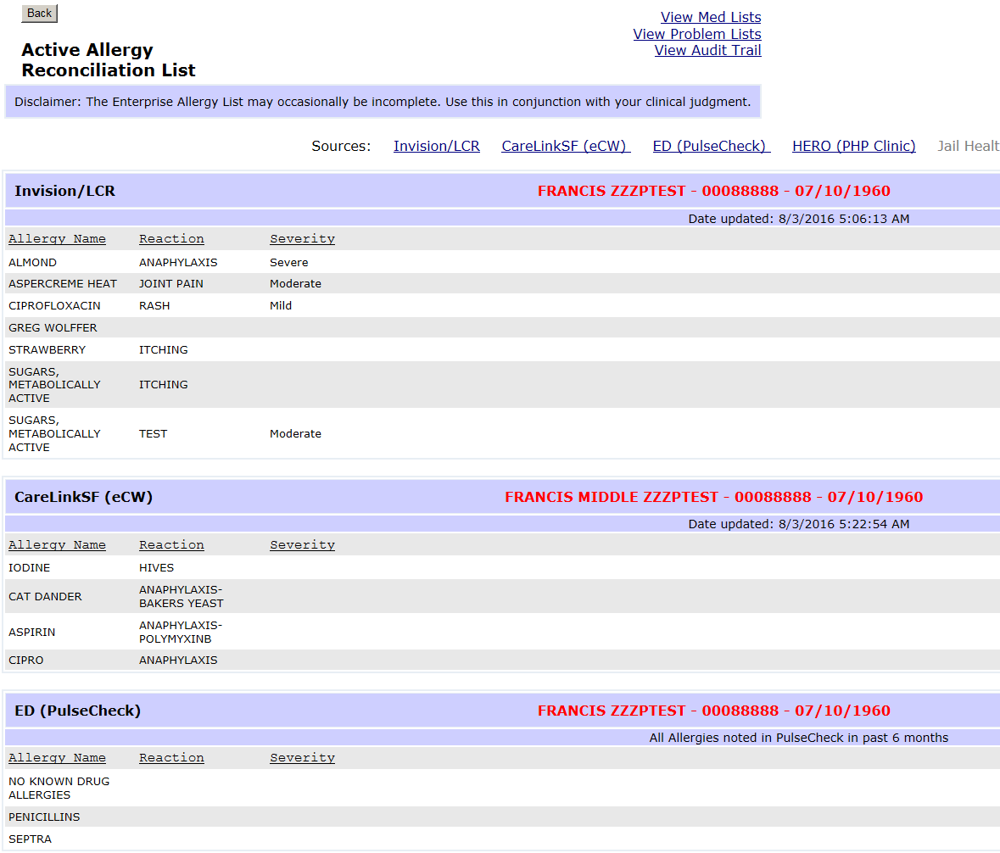 Back
View Med Lists
View Problem Lists
View Audit Trail
Active Allergy
Reconciliation List
Disclaimer: The Enterprise Allergy List may occasionally be incomplete. Use this in conjunction with your clinical judgment.
Sources: Invision/LCR CareLinkSF (eCW) ED (PulseCheck) HERO (PHP Clinic) Jail Healt
Invision/LCR FRANCIS ZZZPTEST - 00088888 - 07/10/1960
Date updated: 8/3/2016 5:06:13 AM
Allergy Name Reaction Severity
ALMOND ANAPHYLAXIS Severe
ASPERCREME HEAT JOINT PAIN Moderate
CIPROFLOXACIN RASH Mild
GREG WOLFFER
STRAWBERRY ITCHING
SUGARS,
METABOLICALLY ITCHING
ACTIVE
SUGARS,
METABOLICALLY TEST Moderate
ACTIVE
CareLinkSF (eCW) FRANCIS MIDDLE ZZZPTEST - 00088888 - 07/10/1960
Date updated: 8/3/2016 5:22:54 AM
Allergy Name Reaction Severity
IODINE HIVES
CAT DANDER ANAPHYLAXIS-
BAKERS YEAST
ASPIRIN ANAPHYLAXIS-
POLYMYXINB
CIPRO ANAPHYLAXIS
ED (PulseCheck) FRANCIS ZZZPTEST - 00088888 - 07/10/1960
All Allergies noted in PulseCheck in past 6 months
Allergy Name Reaction Severity
NO KNOWN DRUG
ALLERGIES
PENICILLINS
SEPTRA